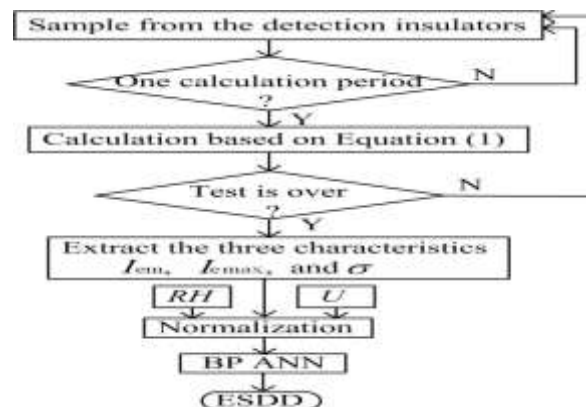 Sample from the detection insulators
One calculation period
?
N
Y
Calculation based on Equation (1)
Test is over
?
N
Y
Extract the three characteristics
Iem, Iemax, and σ
RH
U
Normalization
BP ANN
ESDD